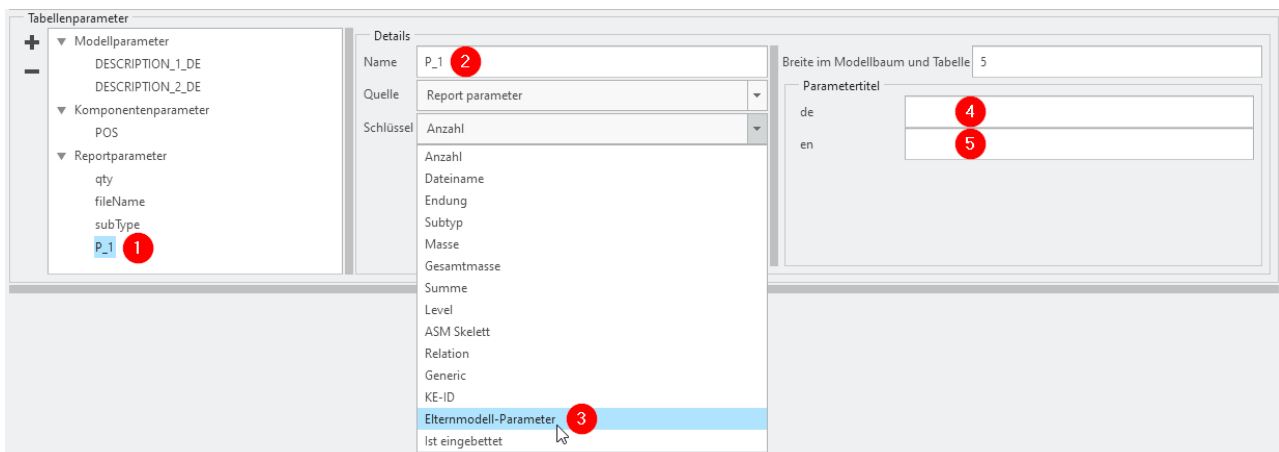 Tabellenparameter
Modellparameter
DESCRIPTION_1_DE
DESCRIPTION_2_DE
Komponentenparameter
POS
Reportparameter
qty
fileName
subType
P_1 1
Details
Name P_1 2
Quelle Report parameter
Schlüssel Anzahl
Anzahl
Dateiname
Endung
Subtyp
Masse
Gesamtmasse
Summe
Level
ASM Skelett
Relation
Generic
KE-ID
Elternmodell-Parameter 3
Ist eingebettet
Breite im Modellbaum und Tabelle 5
Parametertitel
de 4
en 5